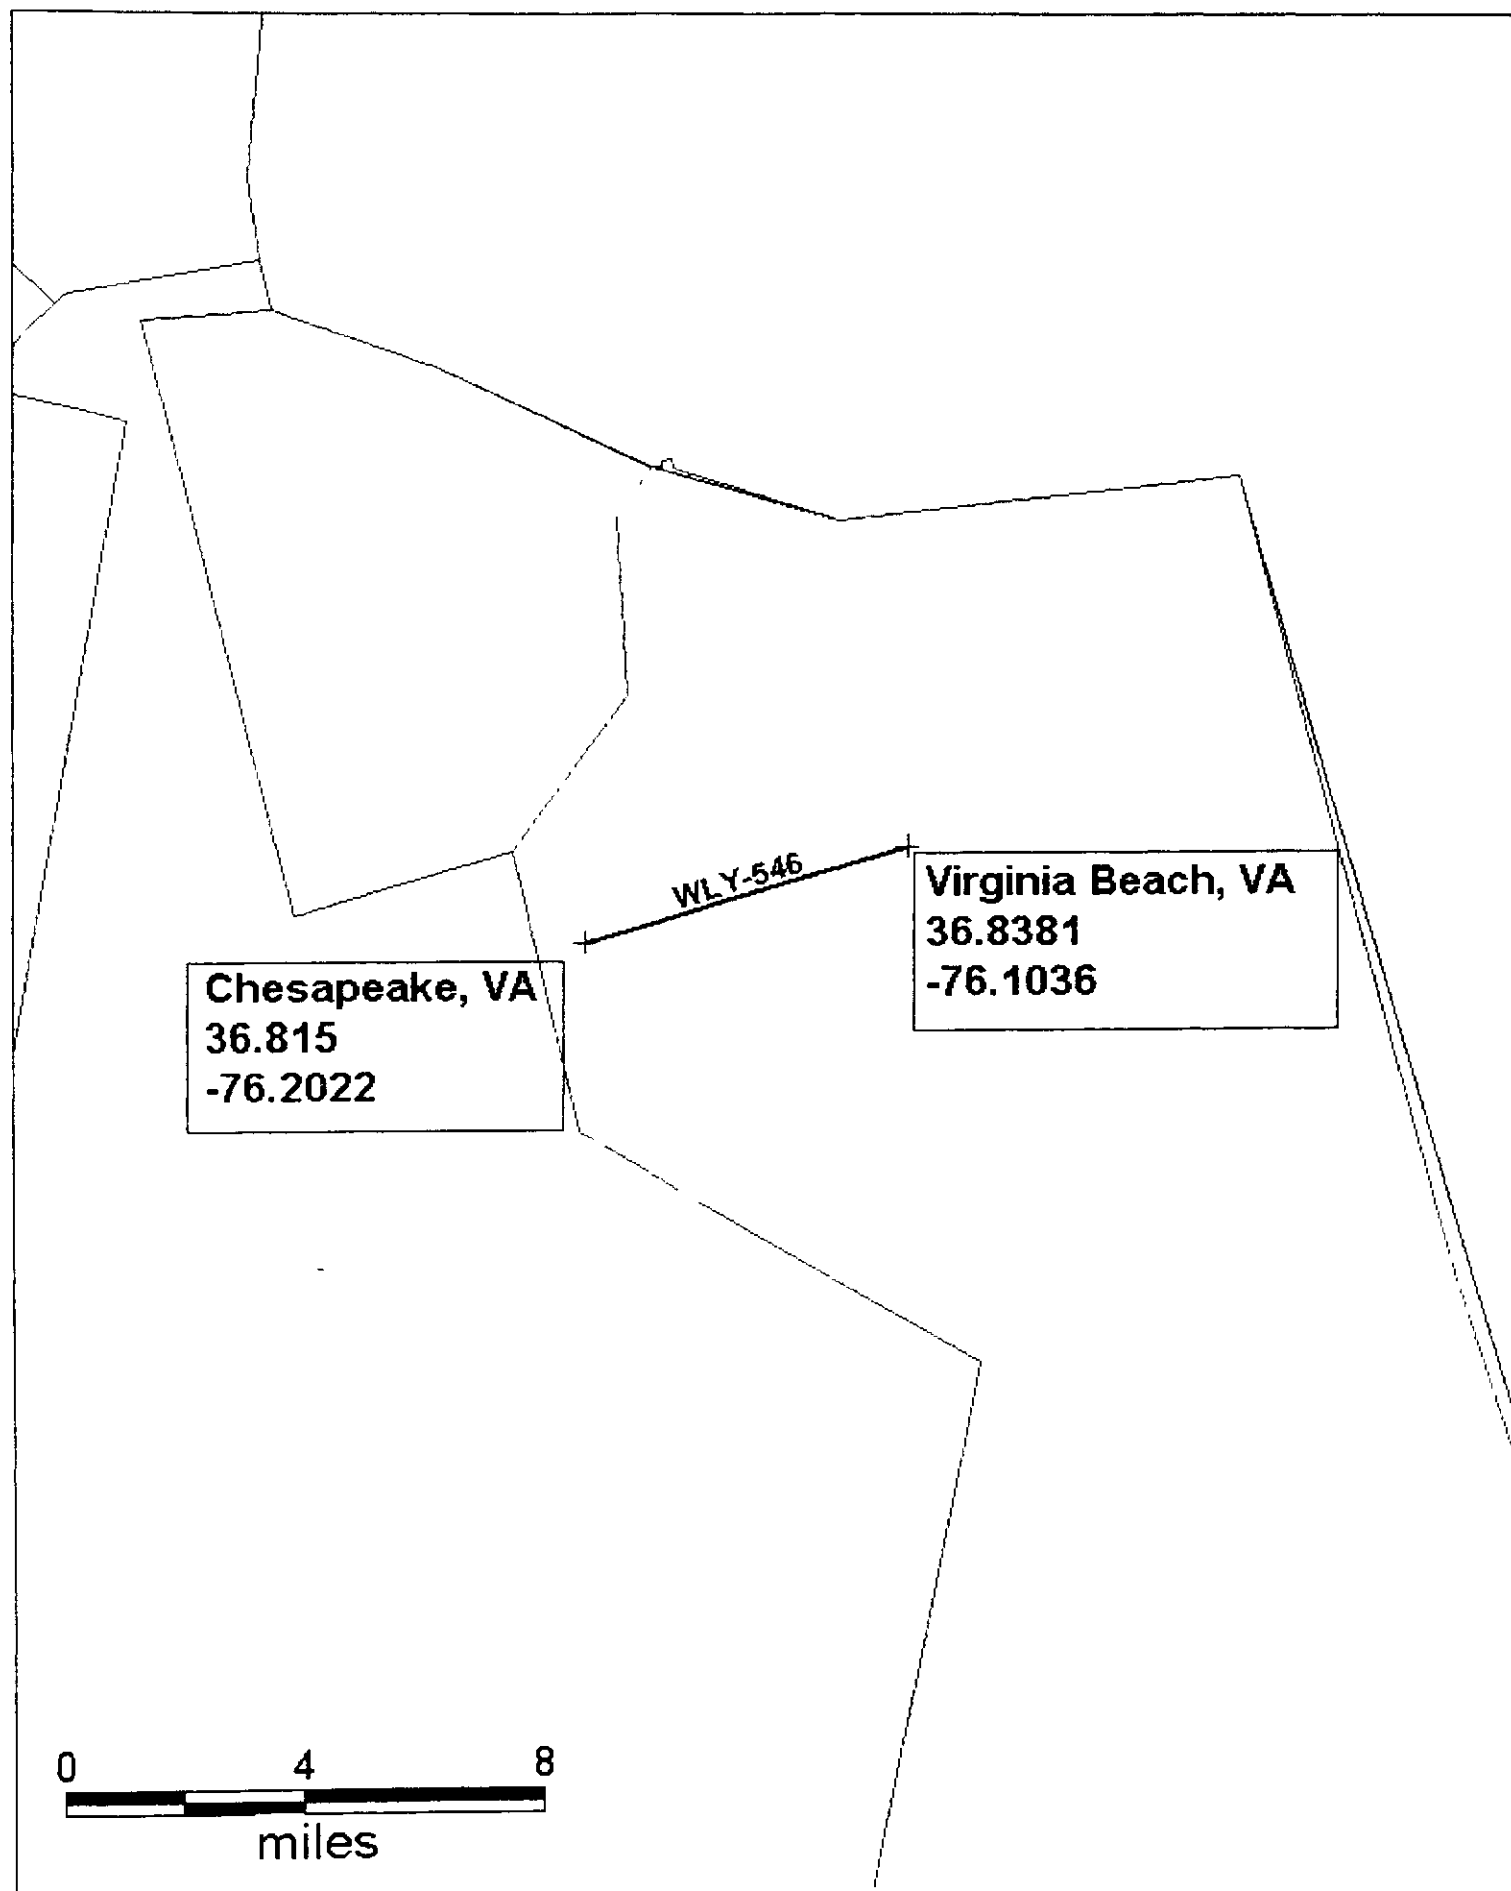 WLY-546
Virginia Beach, VA
36.8381
-76.1036
Chesapeake, VA
36.815
-76.2022
0 4 8
miles